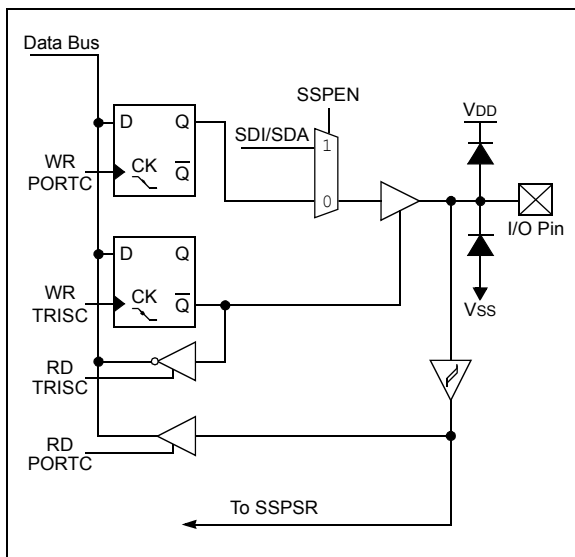 Data Bus
SSPEN
VDD
D Q
SDI/SDA
1
WR
PORTC
CK
Q
0
I/O Pin
D Q
WR
TRISC
CK
Q
VSS
RD
TRISC
RD
PORTC
To SSPSR